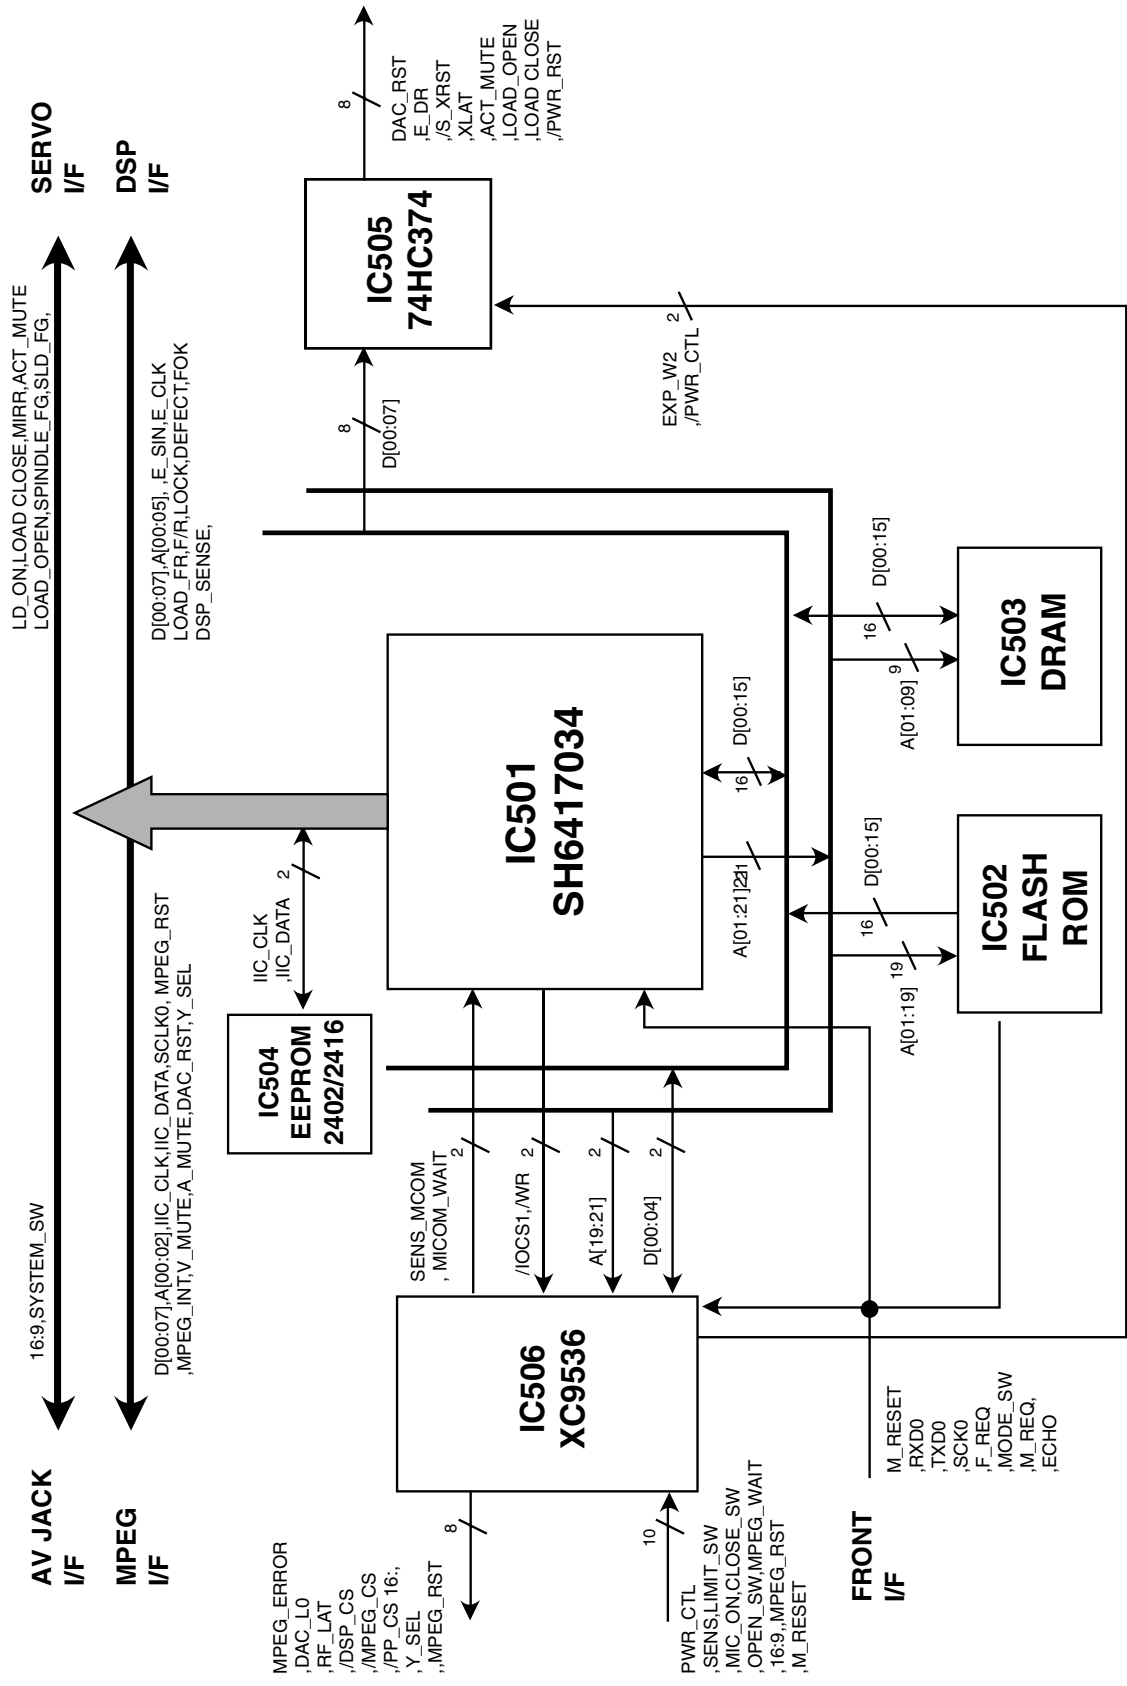 AV JACK
I/F
16:9,SYSTEM_SW
LD_ON,LOAD CLOSE,MIRR,ACT_MUTE
LOAD_OPEN,SPINDLE_FG,SLD_FG,
SERVO
I/F
MPEG
I/F
D[00:07],A[00:02],IIC_CLK,IIC_DATA,SCLK0, MPEG_RST
,MPEG_INT,V_MUTE,A_MUTE,DAC_RST,Y_SEL
D[00:07],A[00:05], ,E_SIN,E_CLK
LOAD_FR,F/R,LOCK,DEFECT,FOK
DSP_SENSE,
DSP
I/F
IC504
EEPROM
2402/2416
IIC_CLK
,IIC_DATA
2
MPEG_ERROR
,DAC_L0
,RF_LAT
,/DSP_CS
,/MPEG_CS
,/PP_CS 16:,
,Y_SEL
,,MPEG_RST
8
PWR_CTL
,SENS,LIMIT_SW
,MIC_ON,CLOSE_SW
,OPEN_SW,MPEG_WAIT
,16:9,,MPEG_RST
,M_RESET
10
IC506
XC9536
SENS_MCOM
, MICOM_WAIT
2
/IOCS1,/WR
2
A[19:21]
2
D[00:04]
2
IC501
SH6417034
A[01:21]
21
D[00:15]
16
D[00:07]
8
IC505
74HC374
8
DAC_RST
,E_DR
,/S_XRST
,XLAT
,ACT_MUTE
,LOAD_OPEN
,LOAD CLOSE
,/PWR_RST
EXP_W2
,/PWR_CTL
2
A[01:19]
19
D[00:15]
16
IC502
FLASH
ROM
A[01:09]
9
D[00:15]
16
IC503
DRAM
FRONT
I/F
M_RESET
,RXD0
,TXD0
,SCK0
,F_REQ
,MODE_SW
,M_REQ,
,ECHO